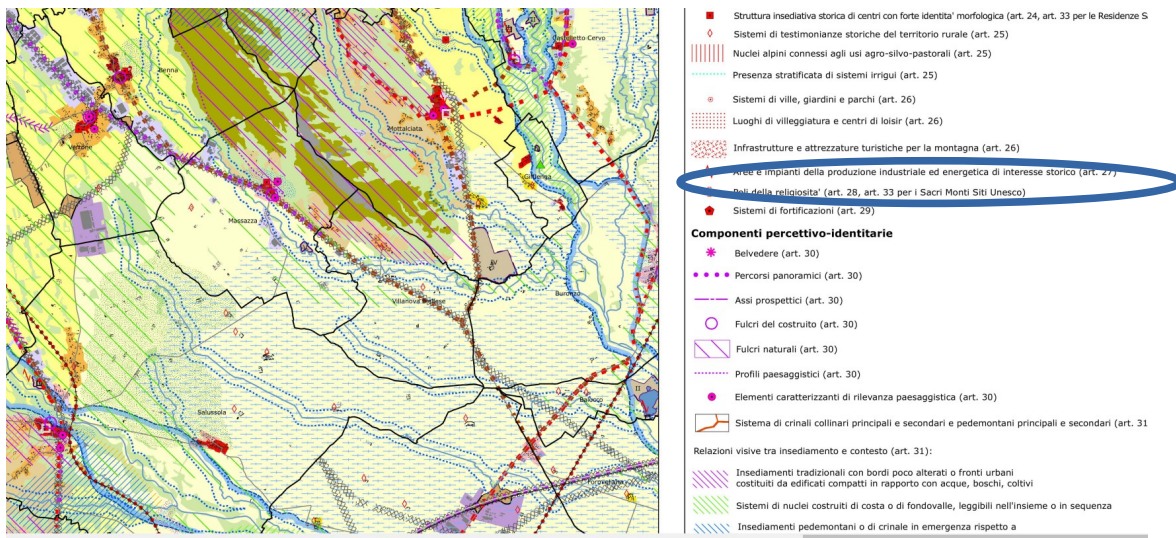 Castelletto Cervo
Benna
Mottalciata
Verrone
Gifflenga
Massazza
Buronzo
Villanova Biellese
Salussola
Balocco
Formigliana
Struttura insediativa storica di centri con forte identita' morfologica (art. 24, art. 33 per le Residenze S
Sistemi di testimonianze storiche del territorio rurale (art. 25)
Nuclei alpini connessi agli usi agro-silvo-pastorali (art. 25)
Presenza stratificata di sistemi irrigui (art. 25)
Sistemi di ville, giardini e parchi (art. 26)
Luoghi di villeggiatura e centri di loisir (art. 26)
Infrastrutture e attrezzature turistiche per la montagna (art. 26)
Aree e impianti della produzione industriale ed energetica di interesse storico (art. 27)
Poli della religiosita' (art. 28, art. 33 per i Sacri Monti Siti Unesco)
Sistemi di fortificazioni (art. 29)
Componenti percettivo-identitarie
Belvedere (art. 30)
Percorsi panoramici (art. 30)
Assi prospettici (art. 30)
Fulcri del costruito (art. 30)
Fulcri naturali (art. 30)
Profili paesaggistici (art. 30)
Elementi caratterizzanti di rilevanza paesaggistica (art. 30)
Sistema di crinali collinari principali e secondari e pedemontani principali e secondari (art. 31
Relazioni visive tra insediamento e contesto (art. 31):
Insediamenti tradizionali con bordi poco alterati o fronti urbani
costituiti da edificati compatti in rapporto con acque, boschi, coltivi
Sistemi di nuclei costruiti di costa o di fondovalle, leggibili nell'insieme o in sequenza
Insediamenti pedemontani o di crinale in emergenza rispetto a